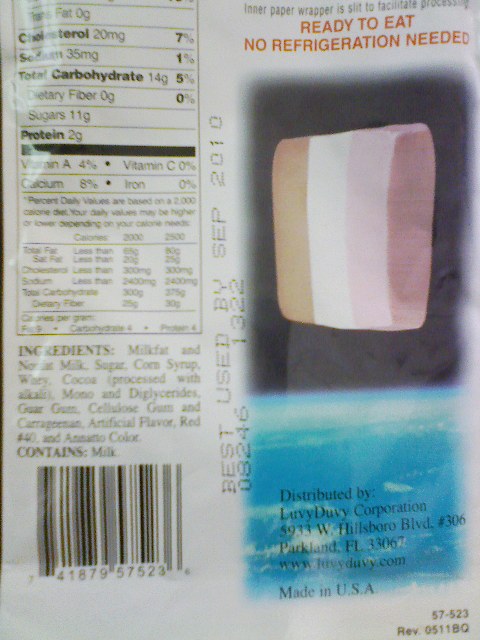 Trans Fat 0g
Cholesterol 20mg 7%
Sodium 35mg 1%
Total Carbohydrate 14g 5%
Dietary Fiber 0g 0%
Sugars 11g
Protein 2g
Vitamin A 4% • Vitamin C 0%
Calcium 8% • Iron 0%
*Percent Daily Values are based on a 2,000
calorie diet. Your daily values may be higher
or lower depending on your calorie needs:
Calories: 2000 2500
Total Fat Less than 65g 80g
Sat Fat Less than 20g 25g
Cholesterol Less than 300mg 300mg
Sodium Less than 2400mg 2400mg
Total Carbohydrate 300g 375g
Dietary Fiber 25g 30g
Calories per gram:
Fat 9 • Carbohydrate 4 • Protein 4
INGREDIENTS: Milkfat and
Nonfat Milk, Sugar, Corn Syrup,
Whey, Cocoa (processed with
alkali), Mono and Diglycerides,
Guar Gum, Cellulose Gum and
Carrageenan, Artificial Flavor, Red
#40, and Annatto Color.
CONTAINS: Milk
7 41879 57523
BEST USED BY SEP 2010
08246 1322
Inner paper wrapper is slit to facilitate processing
READY TO EAT
NO REFRIGERATION NEEDED
Distributed by:
LuvyDuvy Corporation
5933 W. Hillsboro Blvd. #306
Parkland, FL 33067
www.luvyduvy.com
Made in U.S.A.
57-523
Rev. 0511BQ